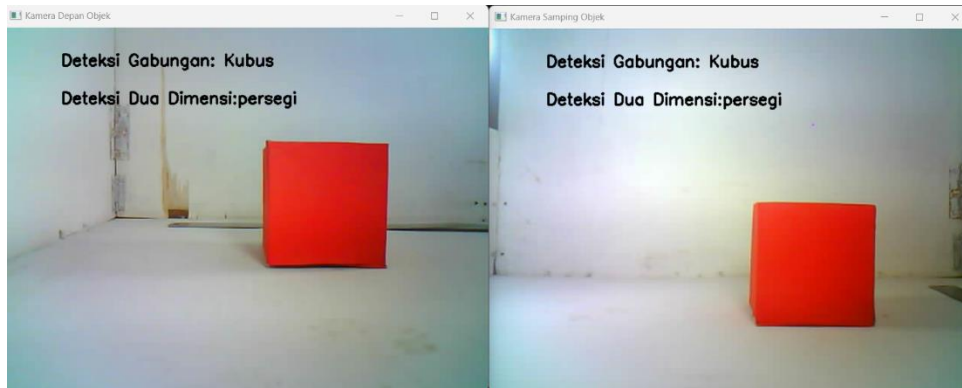 Kamera Depan Objek
Deteksi Gabungan: Kubus
Deteksi Dua Dimensi:persegi
Kamera Samping Objek
Deteksi Gabungan: Kubus
Deteksi Dua Dimensi:persegi